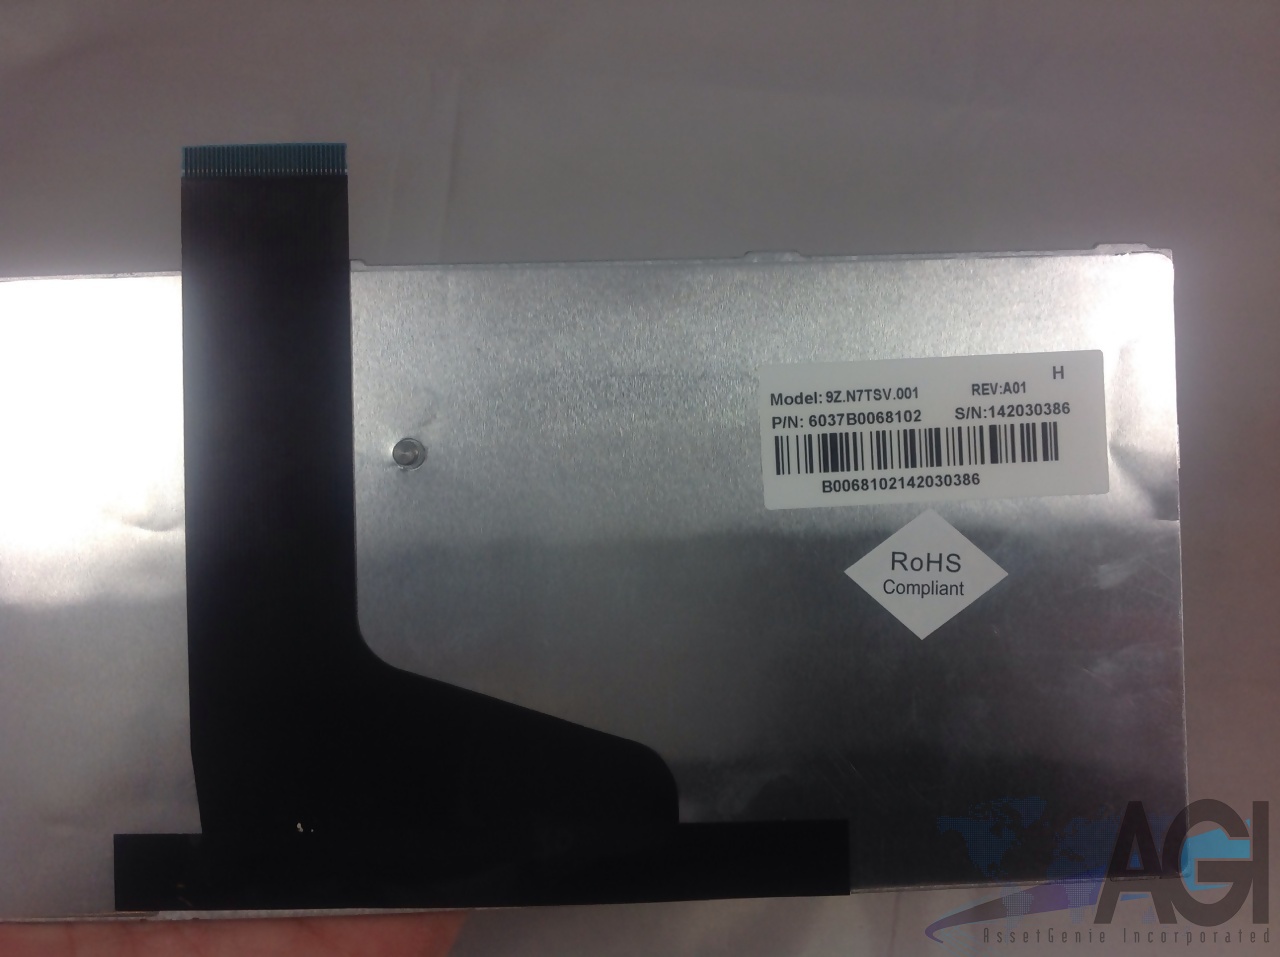 H
Model: 9Z.N7TSV.001 REV:A01
P/N: 6037B0068102 S/N:142030386
B0068102142030386
RoHS
Compliant
AGI
AssetGenie Incorporated